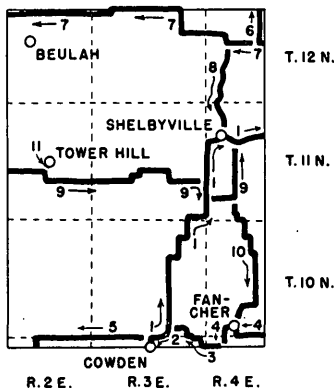 7 7 6
BEULAH 7
T. 12 N.
8
SHELBYVILLE 1
11 TOWER HILL
T. 11 N.
9 9 1 9
1
10
T. 10 N.
FAN-
CHER
5 1 4 4
2
3
COWDEN
R. 2 E. R. 3 E. R. 4 E.